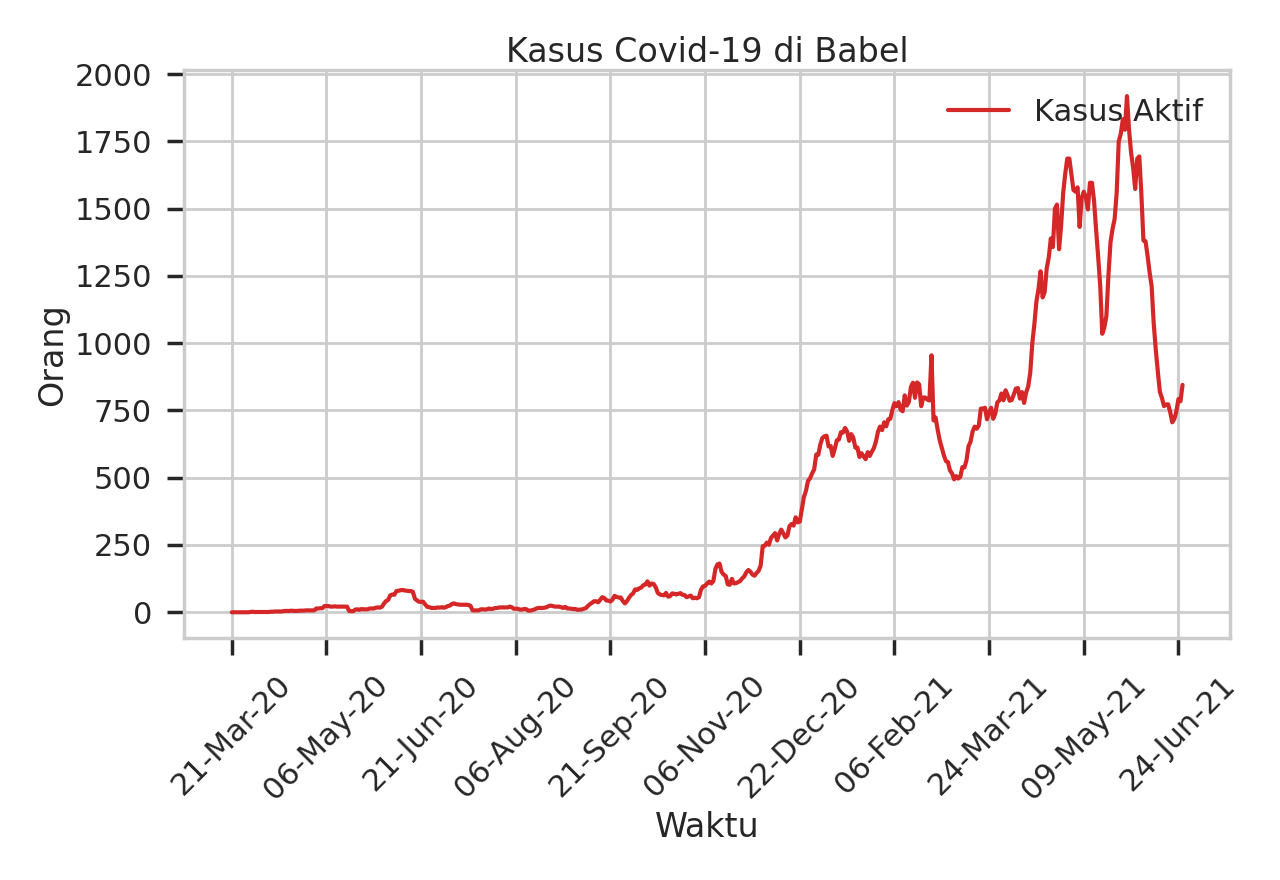 Kasus Covid-19 di Babel
Kasus Aktif
Orang
2000
1750
1500
1250
1000
750
500
250
0
21-Mar-20
06-May-20
21-Jun-20
06-Aug-20
21-Sep-20
06-Nov-20
22-Dec-20
06-Feb-21
24-Mar-21
09-May-21
24-Jun-21
Waktu